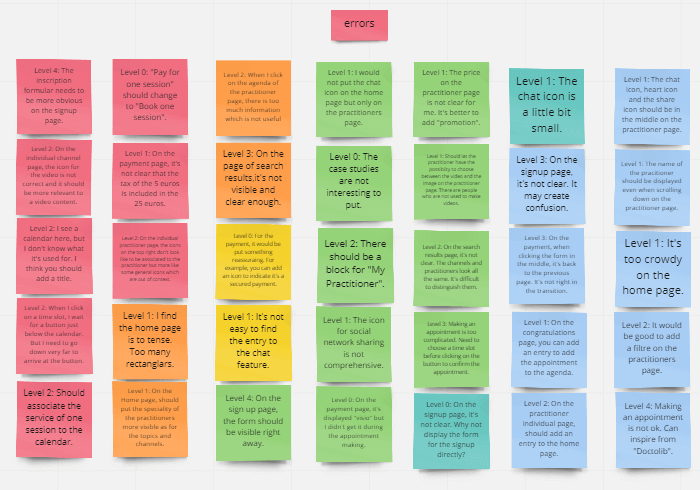 errors
Level 4: The
inscription
formular needs to
be more obvious
on the signup
page.
Level 0: "Pay for
one session"
should change
to "Book one
session".
Level 2: When I click
on the agenda of
the practitioner
page, there is too
much information
which is not useful
Level 1: I would
not put the chat
icon on the home
page but only on
the practitioners
page.
Level 1: The price
on the
practitioner page
is not clear for
me. It's better to
add "promotion".
Level 1: The
chat icon is
a little bit
small.
Level 1: The chat
icon, heart icon
and the share
icon should be in
the middle on the
practitioner page.
Level 2: On the
individual channel
page, the icon for
the video is not
correct and it should
be more relevant to
a video content.
Level 1: On the
payment page, it's
not clear that the
tax of the 5 euros
is included in the
25 euros.
Level 3: On the
page of search
results,it's not
visible and
clear enough.
Level 0: The
case studies
are not
interesting to
put.
Level 1: Should let the
practitioner have the
possibility to choose
between the video and the
image on the practitioner
page. There are people
who are not used to make
videos.
Level 3: On the
signup page,
it's not clear. It
may create
confusion.
Level 1: The name of
the pracitioner
should be displayed
even when scrolling
down on the
practitioner page.
Level 2: I see a
calendar here, but
I don't know what
it's used for. I
think you should
add a title.
Level 2: On the individual
practitioner page, the icons
on the top right don't look
like to be associated to the
practitioner but more like
some general icons which
are out of context.
Level 0: For the
payment, it would be
put something
reassuring. For
example, you can add
an icon to indicate it's a
secured payment.
Level 2: There
should be a
block for "My
Practitioner".
Level 2: On the search
results page, it's not
clear. The channels and
practitioners look all
the same. It's difficult
to distinguish them.
Level 3: On the
payment, when
clicking the form in
the middle, it's back
to the previous
page. It's not right in
the transition.
Level 1: It's
too crowdy
on the
home page.
Level 2: When I click
on a time slot, I wait
for a button just
below the calendar.
But I need to go
down very far to
arrive at the button.
Level 1: I find
the home page
is to tense.
Too many
rectanglars.
Level 1: It's not
easy to find
the entry to
the chat
feature.
Level 1: The icon
for social
network sharing
is not
comprehensive.
Level 3: Making an
appointment is too
complicated. Need to
choose a time slot
before clicking on the
button to confirm the
appointment.
Level 1: On the
congratulations
page, you can add
an entry to add the
appointment to the
agenda.
Level 2: It would
be good to add
a filtre on the
practitioners
page.
Level 2: Should
associate the
service of one
session to the
calendar.
Level 1: On the
Home page, should
put the speciality of
the practitioners
more visible as for
the topics and
channels.
Level 4: On the
sign up page,
the form should
be visible right
away.
Level 0: On the
payment page, it's
displayed "visio" but
I didn't get it during
the appointment
making.
Level 0: On the
signup page, it's
not clear. Why not
display the form
for the signup
directly?
Level 2: On the
practitioner
individual page,
should add an
entry to the home
page.
Level 4: Making
an appointment
is not ok. Can
inspire from
"Doctolib".